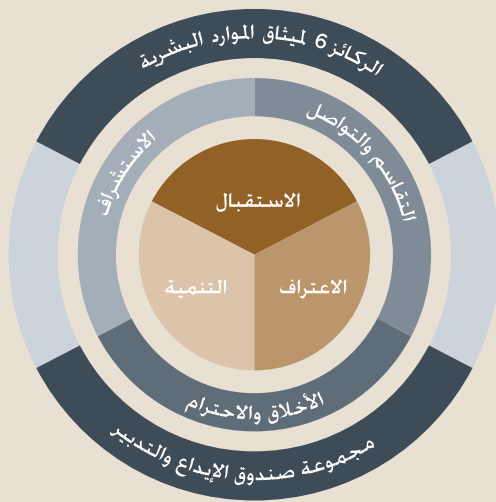 الركائز 6 لميثاق الموارد البشرية
الاستشراف
التقاسم والتواصل
الاستقبال
الاعتراف
التنمية
الأخلاق والاحترام
مجموعة صندوق الإيداع والتدبير